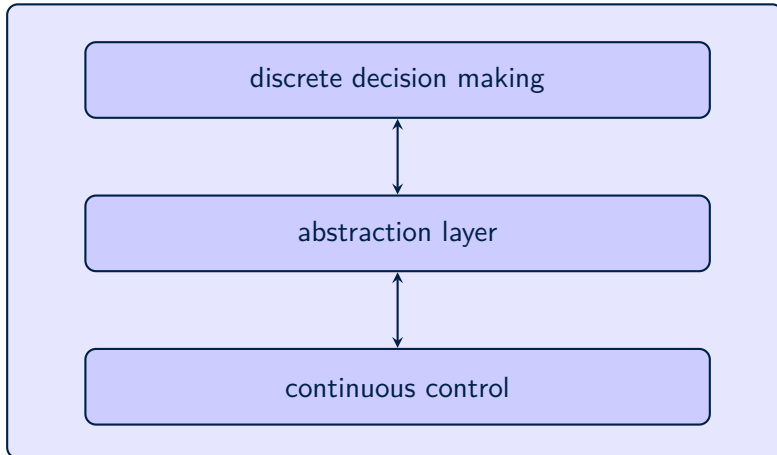 discrete decision making
abstraction layer
continuous control